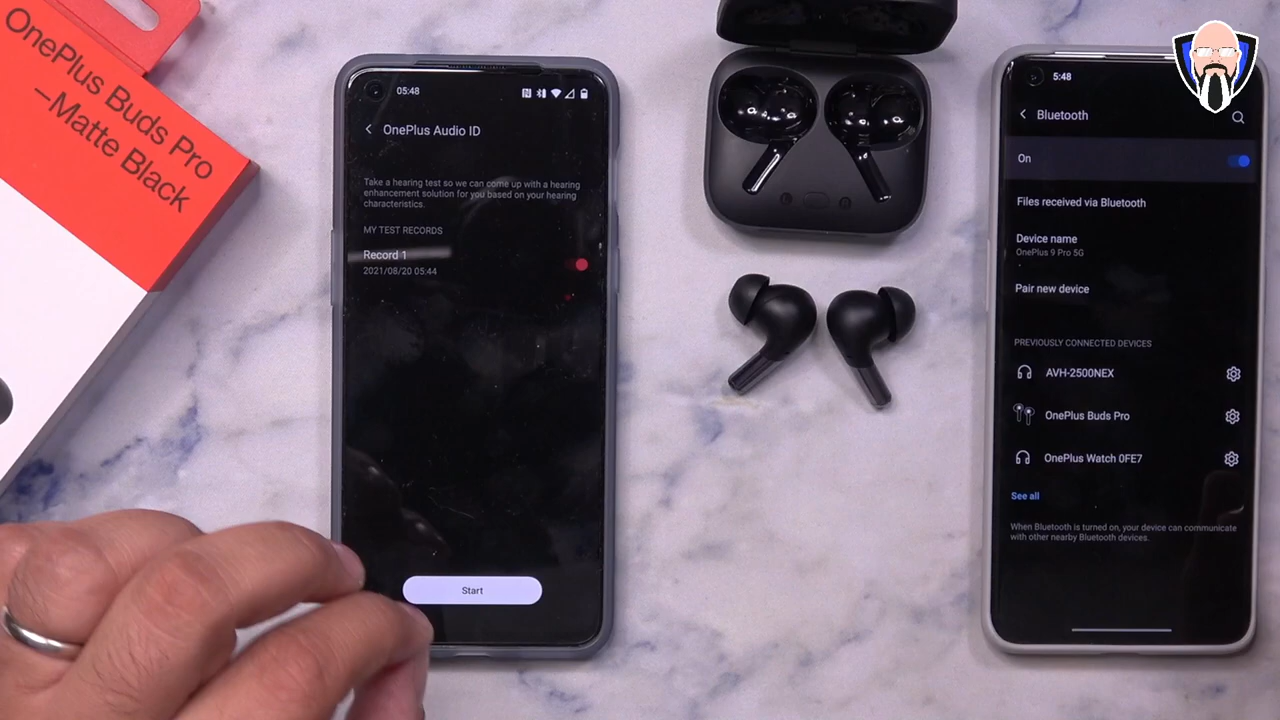 OnePlus Buds Pro
–Matte Black
05:48
OnePlus Audio ID
Take a hearing test so we can come up with a hearing
enhancement solution for you based on your hearing
characteristics.
MY TEST RECORDS
Record 1
2021/08/20 05:44
Start
L
R
5:48
Bluetooth
On
Files received via Bluetooth
Device name
OnePlus 9 Pro 5G
Pair new device
PREVIOUSLY CONNECTED DEVICES
AVH-2500NEX
OnePlus Buds Pro
OnePlus Watch 0FE7
See all
When Bluetooth is turned on, your device can communicate
with other nearby Bluetooth devices.